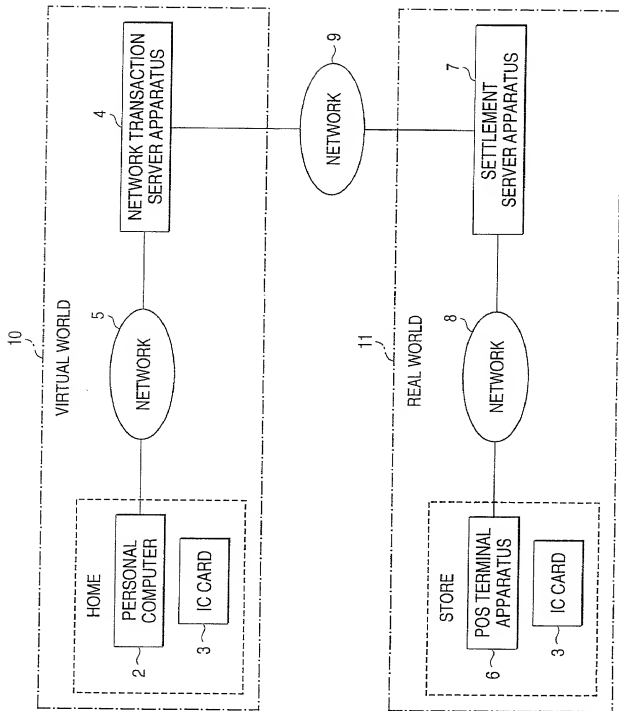 10
VIRTUAL WORLD
HOME
PERSONAL
COMPUTER
2
IC CARD
3
5
NETWORK
4
NETWORK TRANSACTION
SERVER APPARATUS
9
NETWORK
11
REAL WORLD
STORE
POS TERMINAL
APPARATUS
6
IC CARD
3
8
NETWORK
7
SETTLEMENT
SERVER APPARATUS